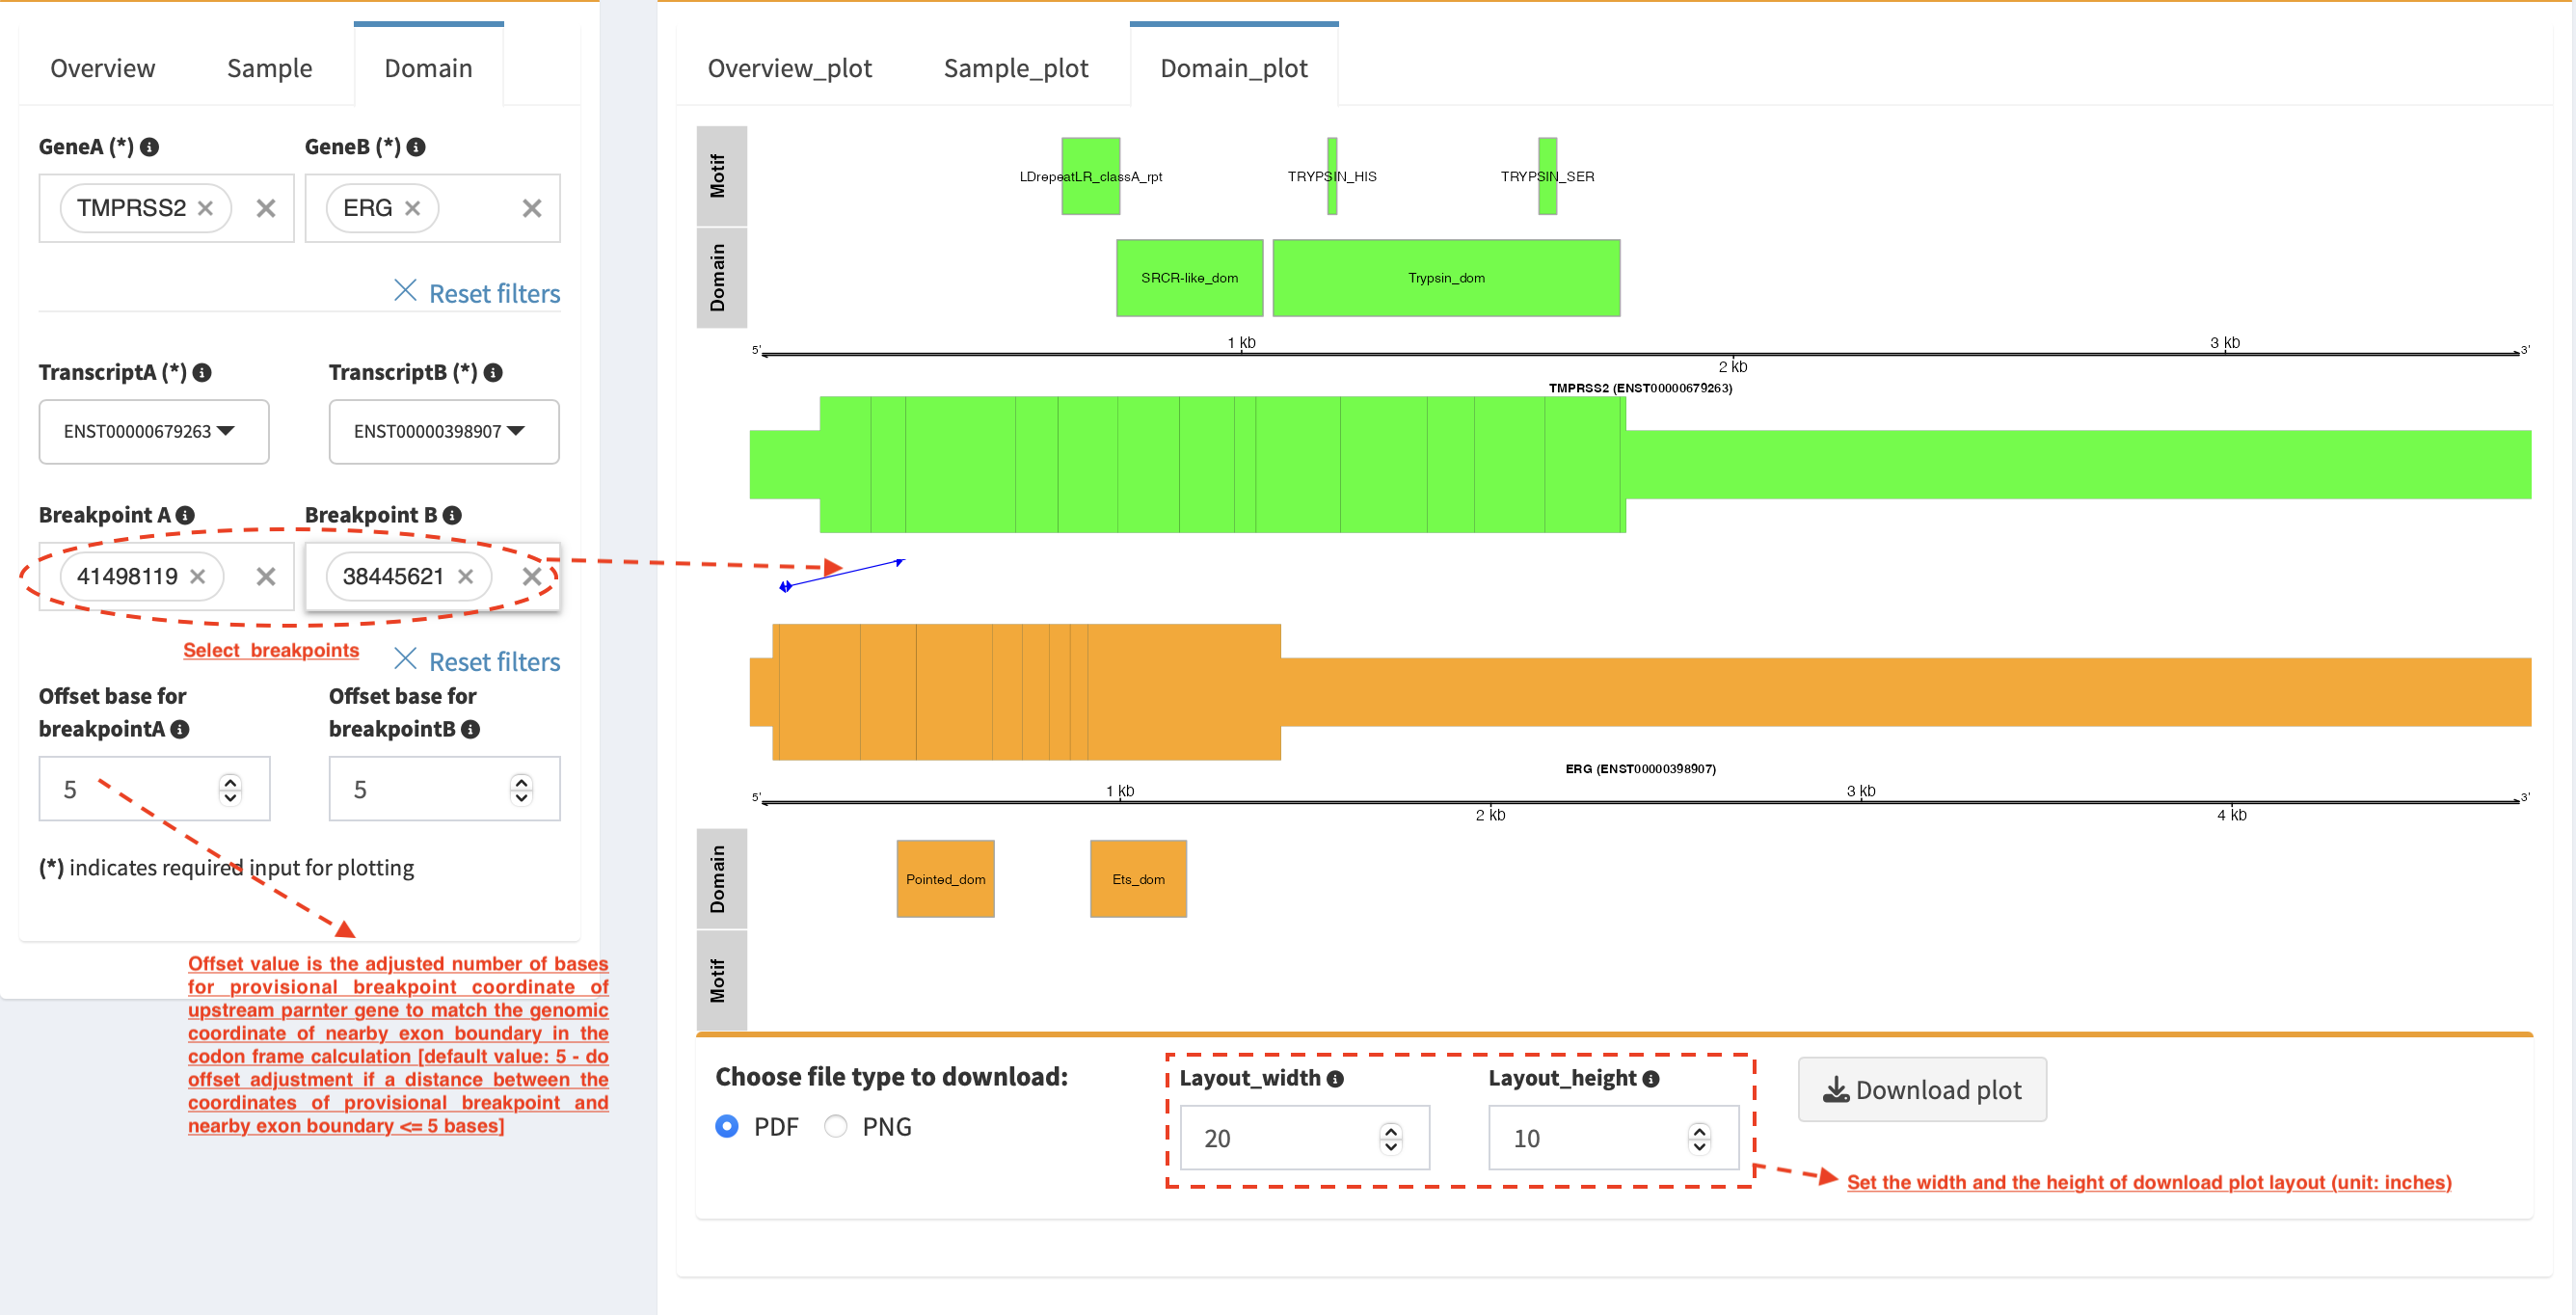 Overview Sample Domain
GeneA (*) GeneB (*)
TMPRSS2 ERG
Reset filters
TranscriptA (*) TranscriptB (*)
ENST00000679263 ENST00000398907
Breakpoint A Breakpoint B
41498119 38445621
Select breakpoints
Reset filters
Offset base for
breakpointA
Offset base for
breakpointB
5 5
(*) indicates required input for plotting
Offset value is the adjusted number of bases
for provisional breakpoint coordinate of
upstream parnter gene to match the genomic
coordinate of nearby exon boundary in the
codon frame calculation [default value: 5 - do
offset adjustment if a distance between the
coordinates of provisional breakpoint and
nearby exon boundary <= 5 bases]
Overview_plot Sample_plot Domain_plot
Motif
LDrepeatLR_classA_rpt TRYPSIN_HIS TRYPSIN_SER
Domain
SRCR-like_dom Trypsin_dom
1 kb 3 kb
5' 3'
2 kb
TMPRSS2 (ENST00000679263)
ERG (ENST00000398907)
1 kb 3 kb
5' 3'
2 kb 4 kb
Domain
Pointed_dom Ets_dom
Motif
Choose file type to download:
PDF PNG
Layout_width Layout_height
20 10
Download plot
Set the width and the height of download plot layout (unit: inches)